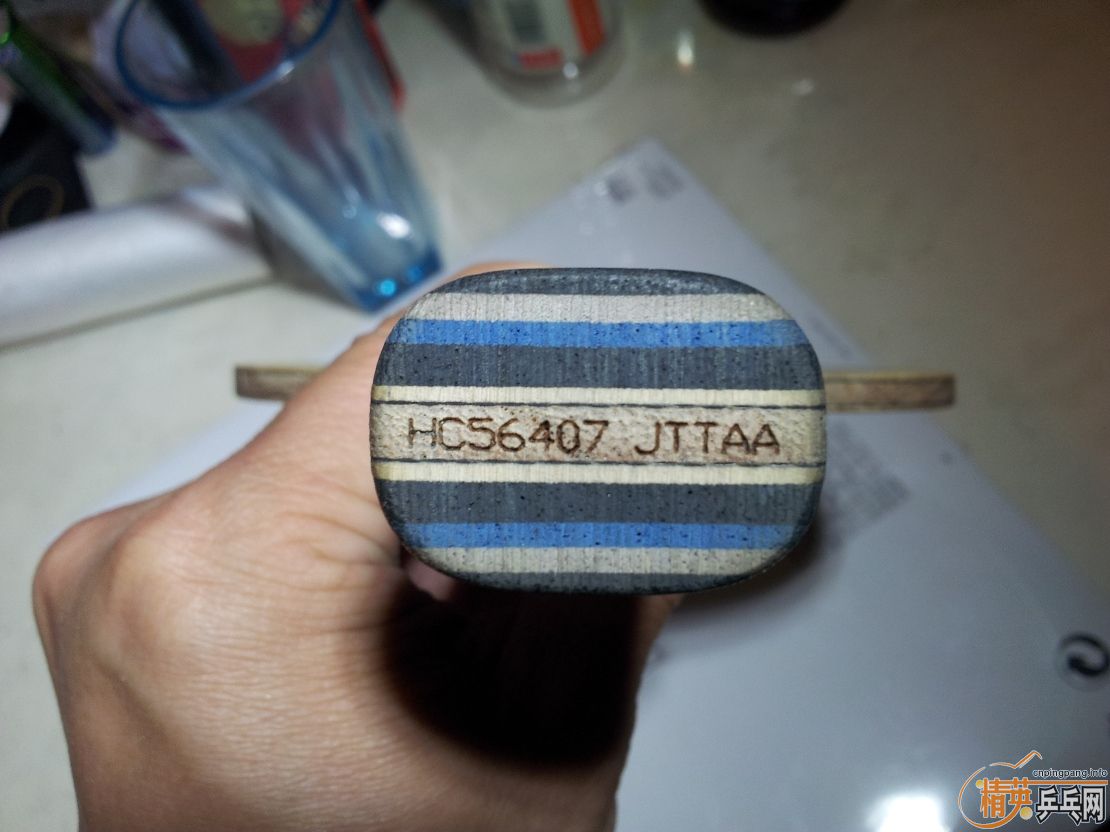 HC56407 JTTAA
cnpingpang.info
精英乒乓网